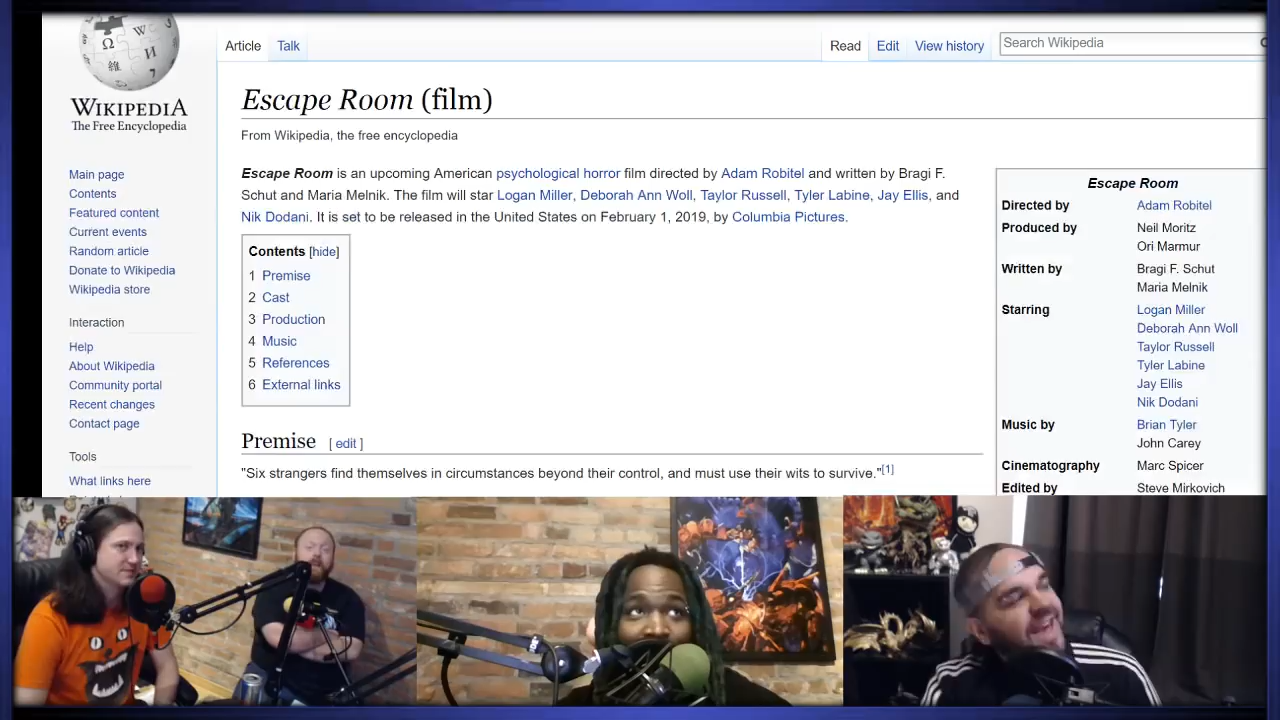 WIKIPEDIA
The Free Encyclopedia
Main page
Contents
Featured content
Current events
Random article
Donate to Wikipedia
Wikipedia store
Interaction
Help
About Wikipedia
Community portal
Recent changes
Contact page
Tools
What links here
Article Talk
Read Edit View history
Search Wikipedia
Escape Room (film)
From Wikipedia, the free encyclopedia
Escape Room is an upcoming American psychological horror film directed by Adam Robitel and written by Bragi F.
Schut and Maria Melnik. The film will star Logan Miller, Deborah Ann Woll, Taylor Russell, Tyler Labine, Jay Ellis, and
Nik Dodani. It is set to be released in the United States on February 1, 2019, by Columbia Pictures.
Contents [hide]
1 Premise
2 Cast
3 Production
4 Music
5 References
6 External links
Premise [ edit ]
"Six strangers find themselves in circumstances beyond their control, and must use their wits to survive."[1]
Escape Room
Directed by Adam Robitel
Produced by Neil Moritz
Ori Marmur
Written by Bragi F. Schut
Maria Melnik
Starring Logan Miller
Deborah Ann Woll
Taylor Russell
Tyler Labine
Jay Ellis
Nik Dodani
Music by Brian Tyler
John Carey
Cinematography Marc Spicer
Edited by Steve Mirkovich